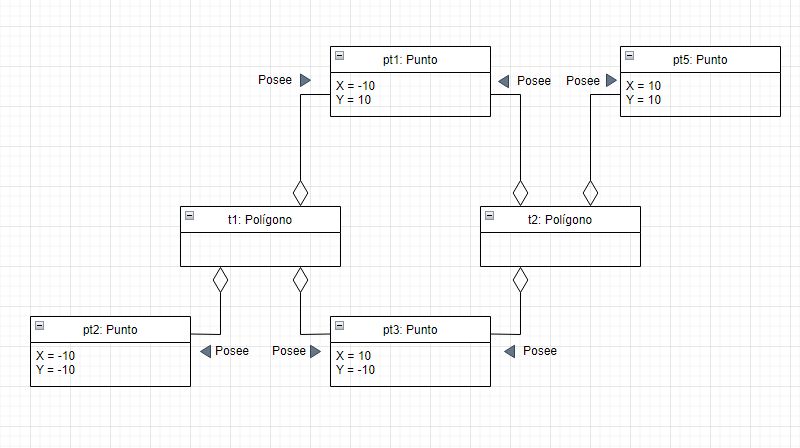 pt1: Punto
X = -10
Y = 10
pt5: Punto
X = 10
Y = 10
Posee
Posee
Posee
t1: Polígono
t2: Polígono
pt2: Punto
X = -10
Y = -10
pt3: Punto
X = 10
Y = -10
Posee
Posee
Posee